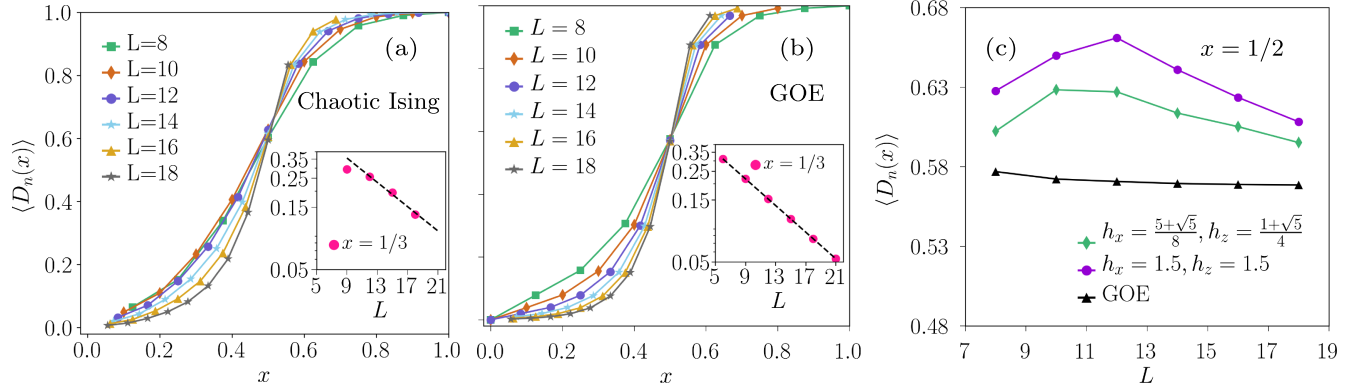 1.0
0.8
0.6
0.4
0.2
0.0
⟨D_n(x)⟩
L=8
L=10
L=12
L=14
L=16
L=18
(a)
Chaotic Ising
0.35
0.25
0.15
0.05
x = 1/3
5 9 13 17 21
L
0.0 0.2 0.4 0.6 0.8 1.0
x
L = 8
L = 10
L = 12
L = 14
L = 16
L = 18
(b)
GOE
0.35
0.25
0.15
0.05
x = 1/3
5 9 13 17 21
L
0.0 0.2 0.4 0.6 0.8 1.0
x
0.68
0.63
0.58
0.53
0.48
⟨D_n(x)⟩
(c) x = 1/2
h_x = (5+√5)/8, h_z = (1+√5)/4
h_x = 1.5, h_z = 1.5
GOE
7 9 11 13 15 17 19
L